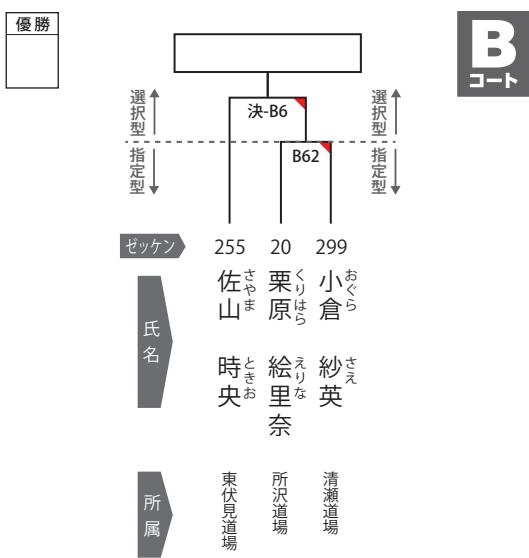 優勝
B
コート
決-B6
B62
選択型
指定型
選択型
指定型
ゼッケン
255 20 299
氏名
佐山 時央
さやま ときお
栗原 絵里奈
くりはら えりな
小倉 紗英
おぐら さえ
所属
東伏見道場
所沢道場
清瀬道場